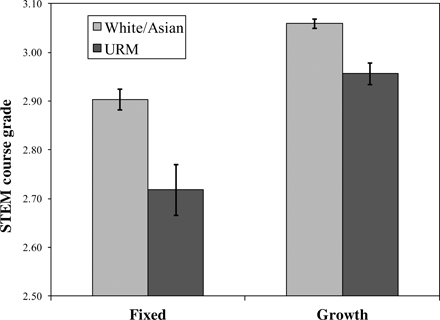 3.10
3.00
2.90
2.80
2.70
2.60
2.50
STEM course grade
White/Asian
URM
Fixed
Growth